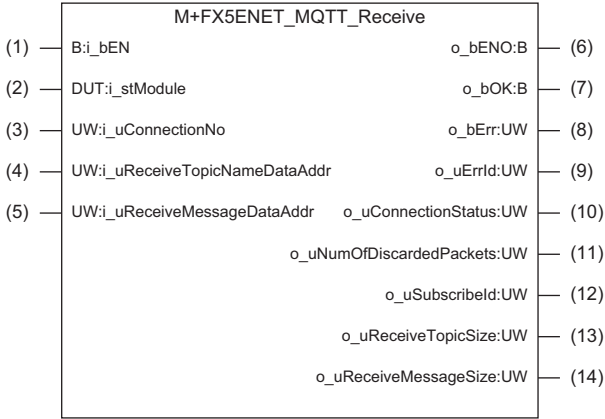 M+FX5ENET_MQTT_Receive
(1) B:i_bEN o_bENO:B (6)
(2) DUT:i_stModule o_bOK:B (7)
(3) UW:i_uConnectionNo o_bErr:UW (8)
(4) UW:i_uReceiveTopicNameDataAddr o_uErrId:UW (9)
(5) UW:i_uReceiveMessageDataAddr o_uConnectionStatus:UW (10)
o_uNumOfDiscardedPackets:UW (11)
o_uSubscribeId:UW (12)
o_uReceiveTopicSize:UW (13)
o_uReceiveMessageSize:UW (14)